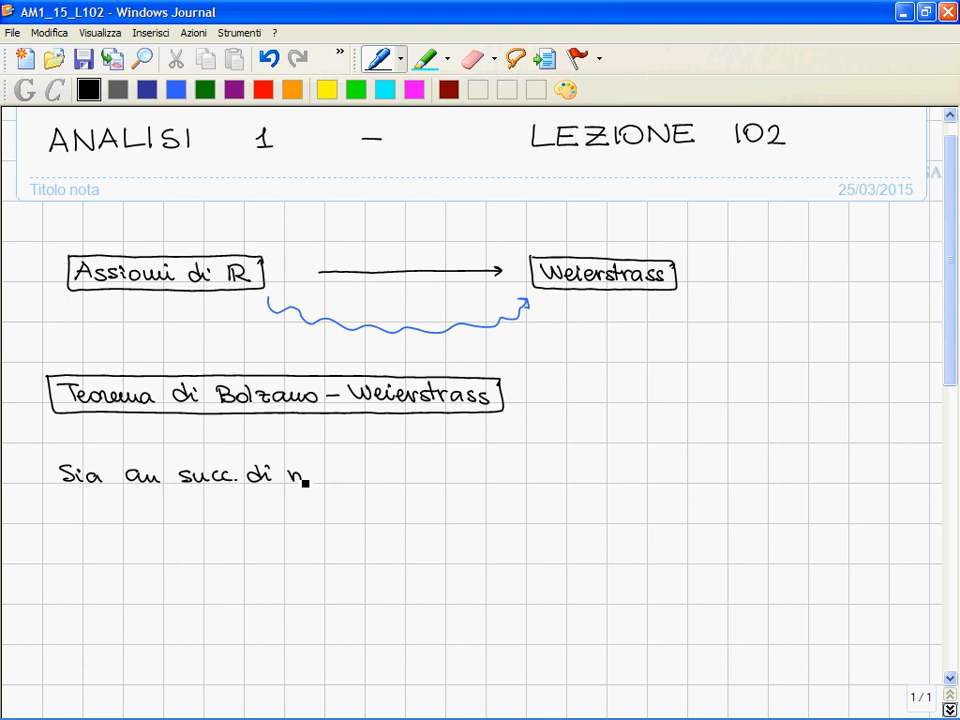 AM1_15_L102 - Windows Journal
File Modifica Visualizza Inserisci Azioni Strumenti ?
»
G C
ANALISI 1 - LEZIONE 102
Titolo nota 25/03/2015
Assiomi di ℝ Weierstrass
Teorema di Bolzano - Weierstrass
Sia an succ. di n
1 / 1